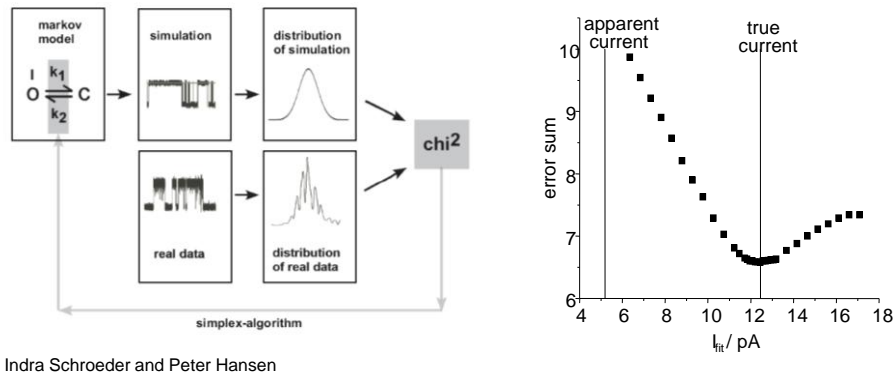 markov
model
I
k1
O ⇌ C
k2
simulation
distribution
of simulation
real data
distribution
of real data
chi²
simplex-algorithm
apparent
current
true
current
error sum
10
9
8
7
6
4 6 8 10 12 14 16 18
Ifit/ pA
Indra Schroeder and Peter Hansen